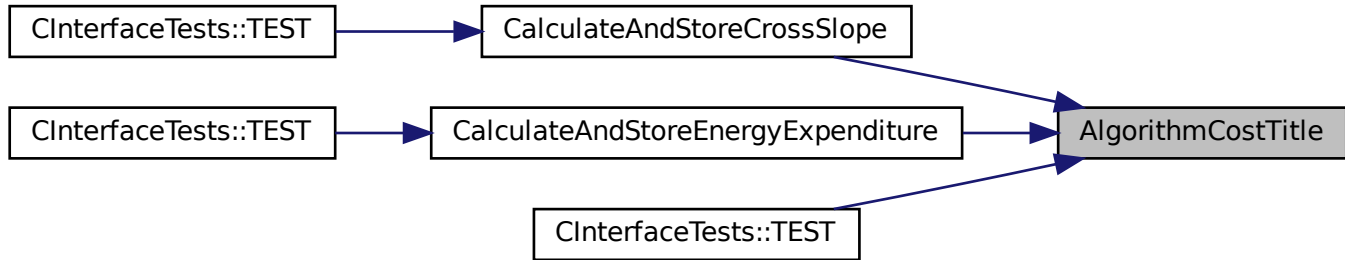 CInterfaceTests::TEST
CalculateAndStoreCrossSlope
CInterfaceTests::TEST
CalculateAndStoreEnergyExpenditure
AlgorithmCostTitle
CInterfaceTests::TEST